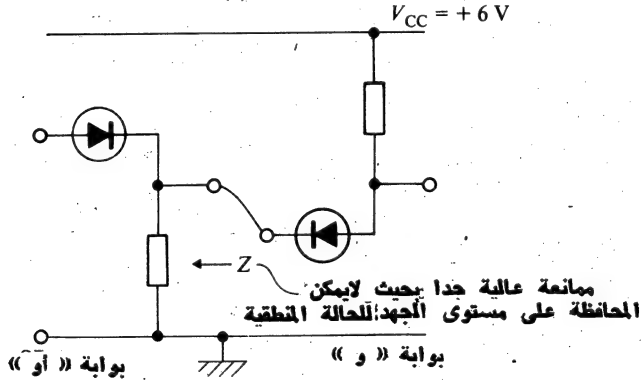 V_CC = + 6 V
Z
ممانعة عالية جدا بحيث لايمكن
المحافظة على مستوى الجهد للحالة المنطقية
بوابة « و »
بوابة « أو »